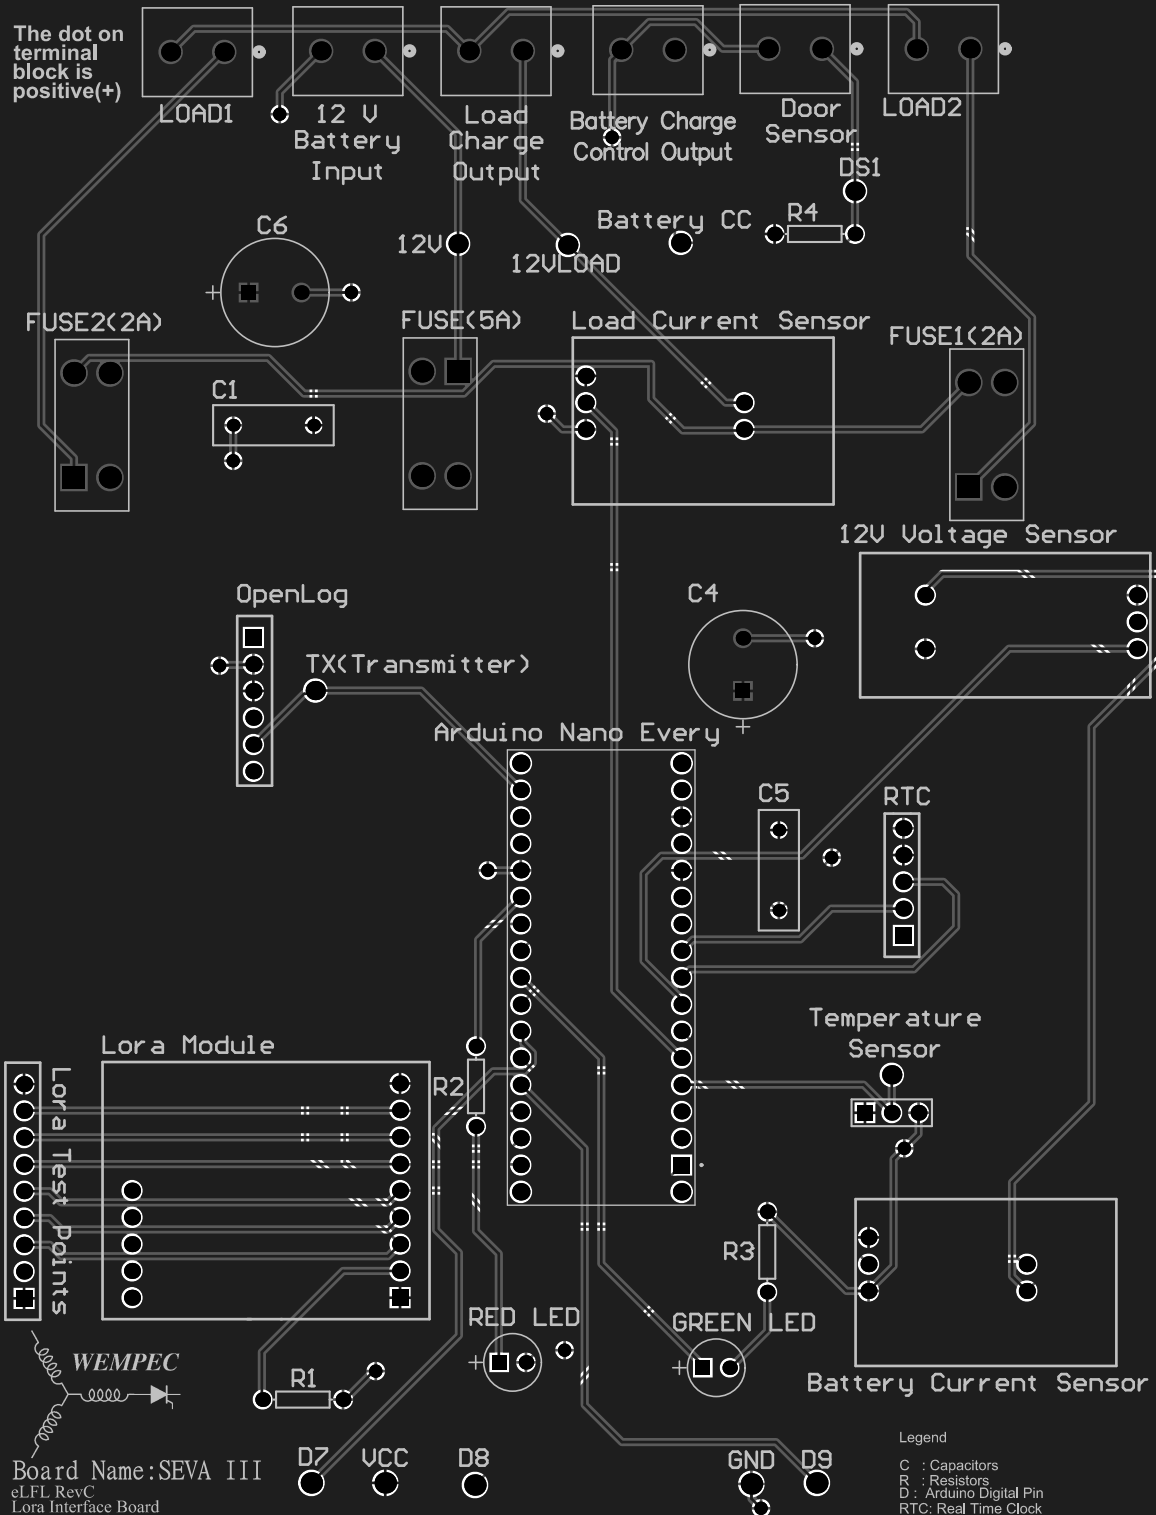 The dot on
terminal
block is
positive(+)
LOAD1
12 V
Battery
Input
Load
Charge
Output
Battery Charge
Control Output
Door
Sensor
LOAD2
DS1
C6
12V
12VLOAD
Battery CC
R4
FUSE2(2A)
FUSE(5A)
Load Current Sensor
FUSE1(2A)
C1
12V Voltage Sensor
OpenLog
C4
TX(Transmitter)
Arduino Nano Every
C5
RTC
Temperature
Sensor
Lora Module
Lora Test Points
R2
R3
RED LED
GREEN LED
WEMPEC
R1
Battery Current Sensor
D7
VCC
D8
GND
D9
Board Name:SEVA III
eLFL RevC
Lora Interface Board
Legend
C : Capacitors
R : Resistors
D : Arduino Digital Pin
RTC: Real Time Clock